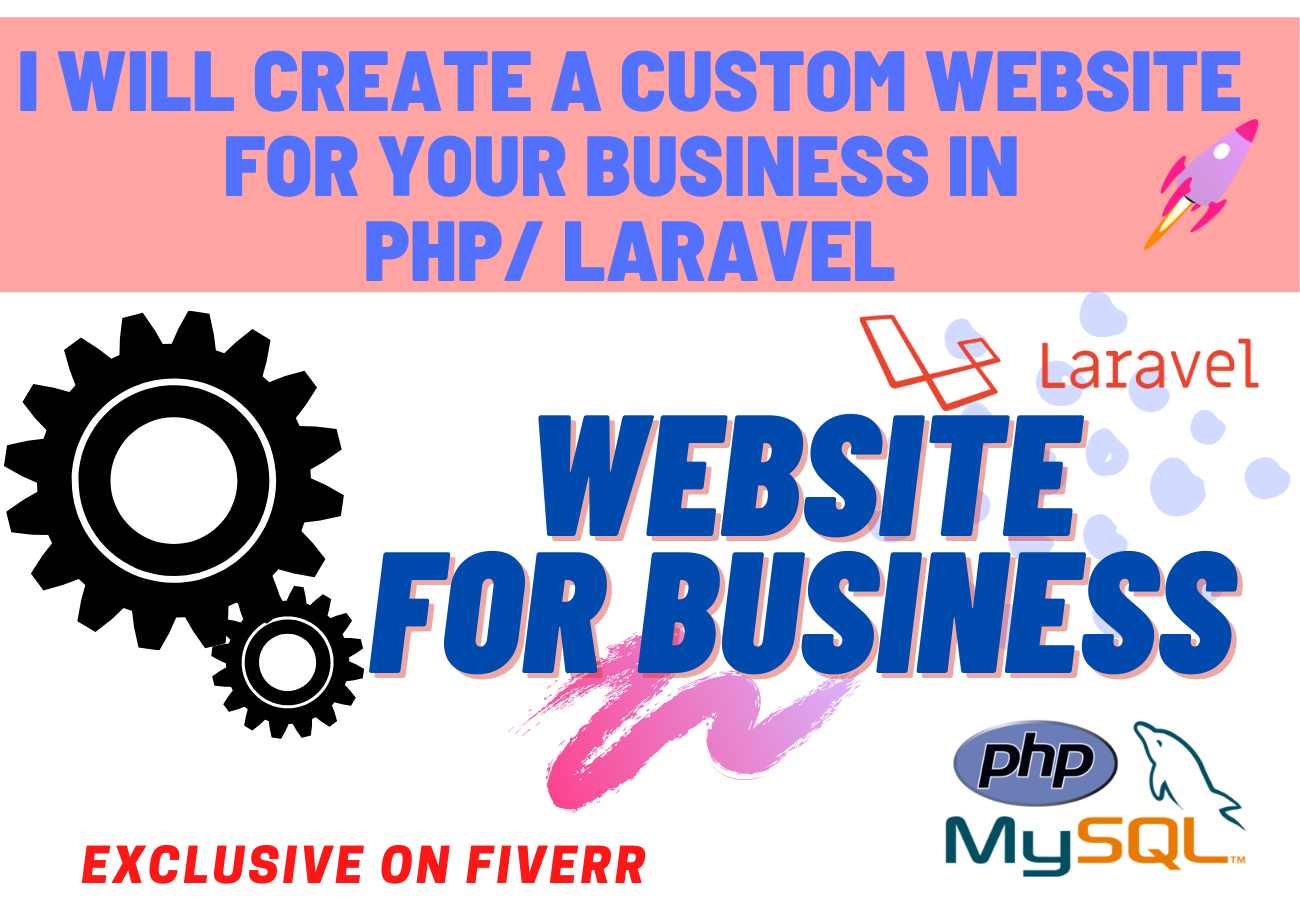 I WILL CREATE A CUSTOM WEBSITE
FOR YOUR BUSINESS IN
PHP/ LARAVEL
Laravel
WEBSITE
FOR BUSINESS
php
MySQL™
EXCLUSIVE ON FIVERR